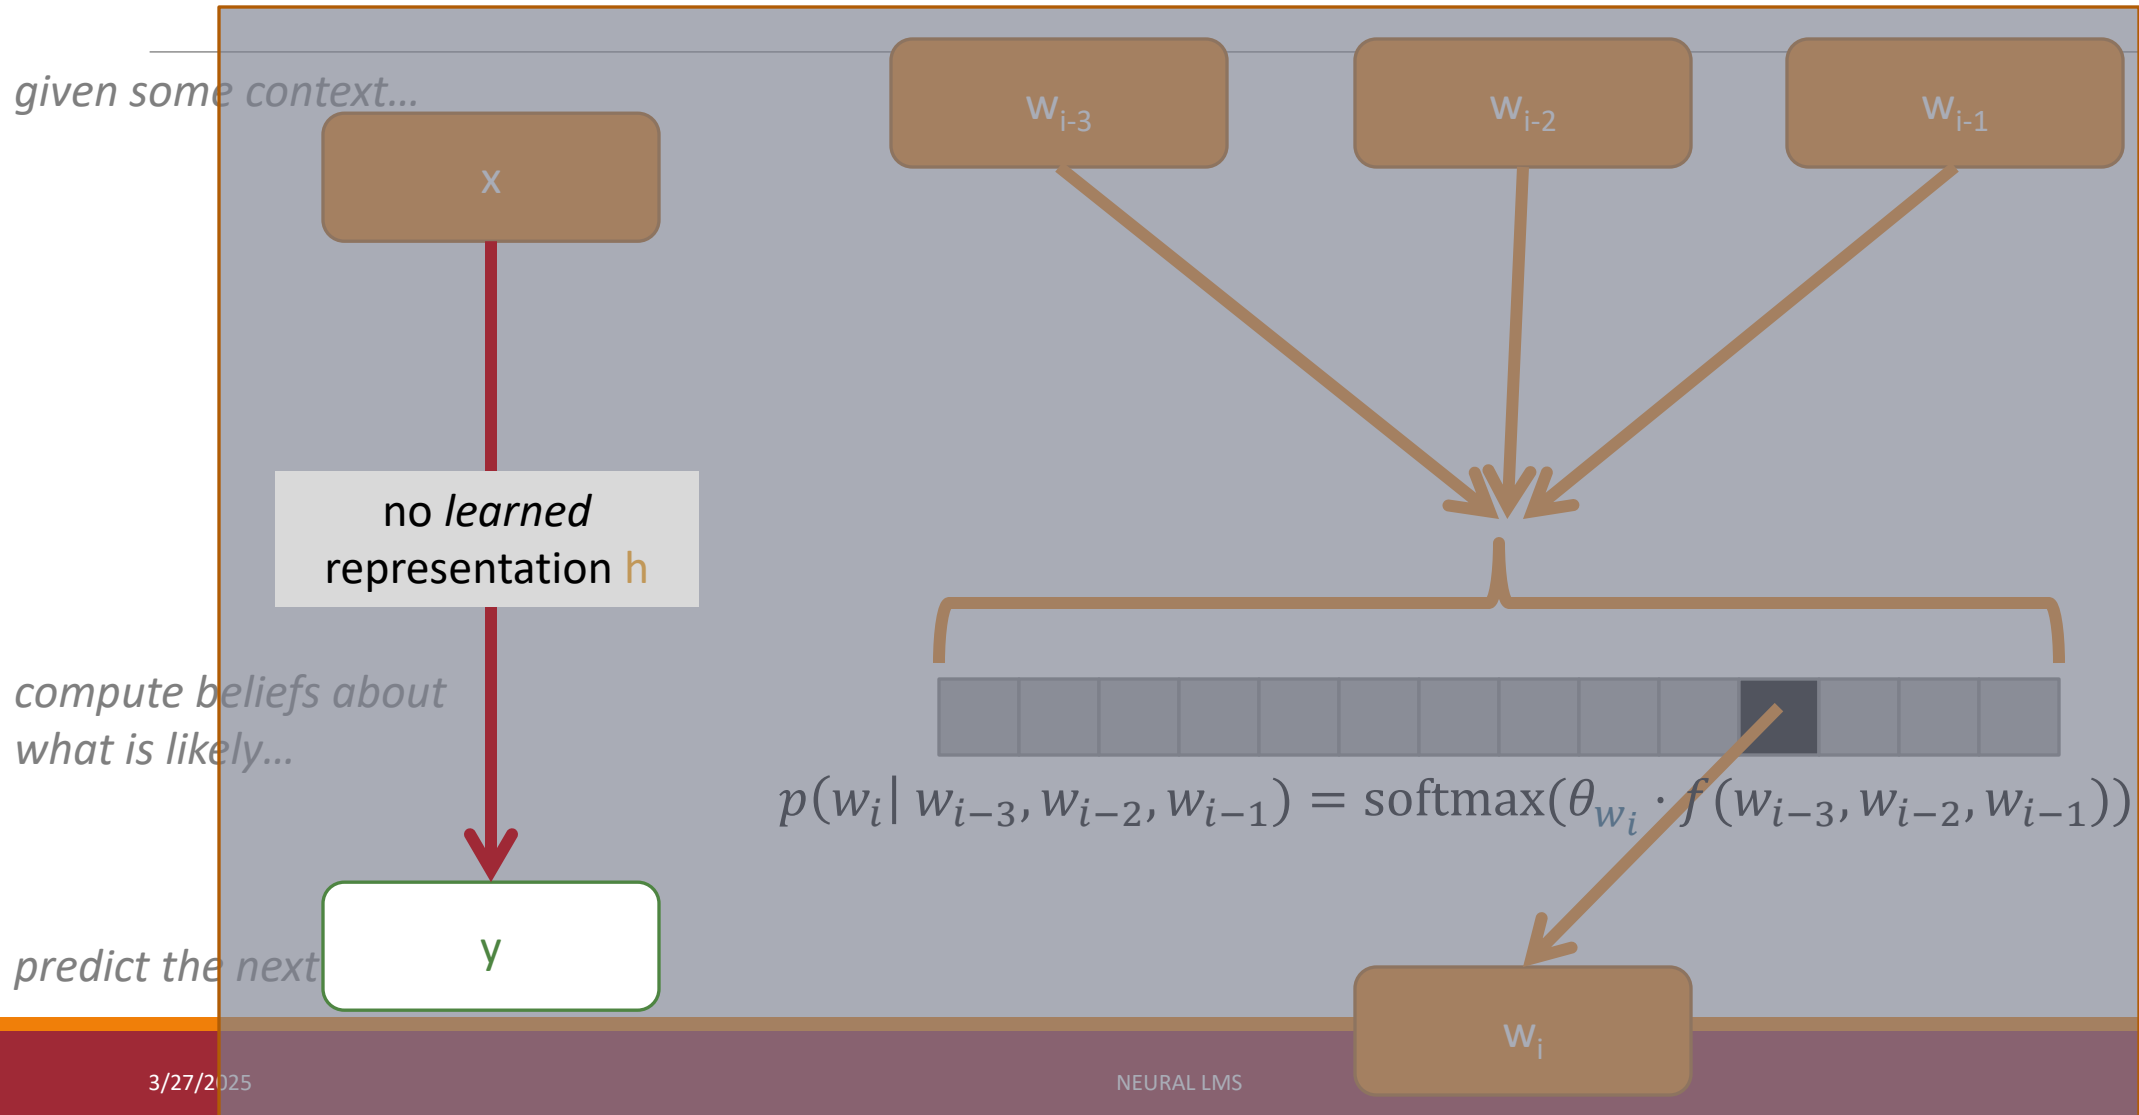 given some context…
x
w_{i-3}
w_{i-2}
w_{i-1}
no learned
representation h
compute beliefs about
what is likely…
p(w_i| w_{i−3}, w_{i−2}, w_{i−1}) = softmax(θ_{w_i} · f(w_{i−3}, w_{i−2}, w_{i−1}))
predict the next
y
w_i
3/27/2025
NEURAL LMS